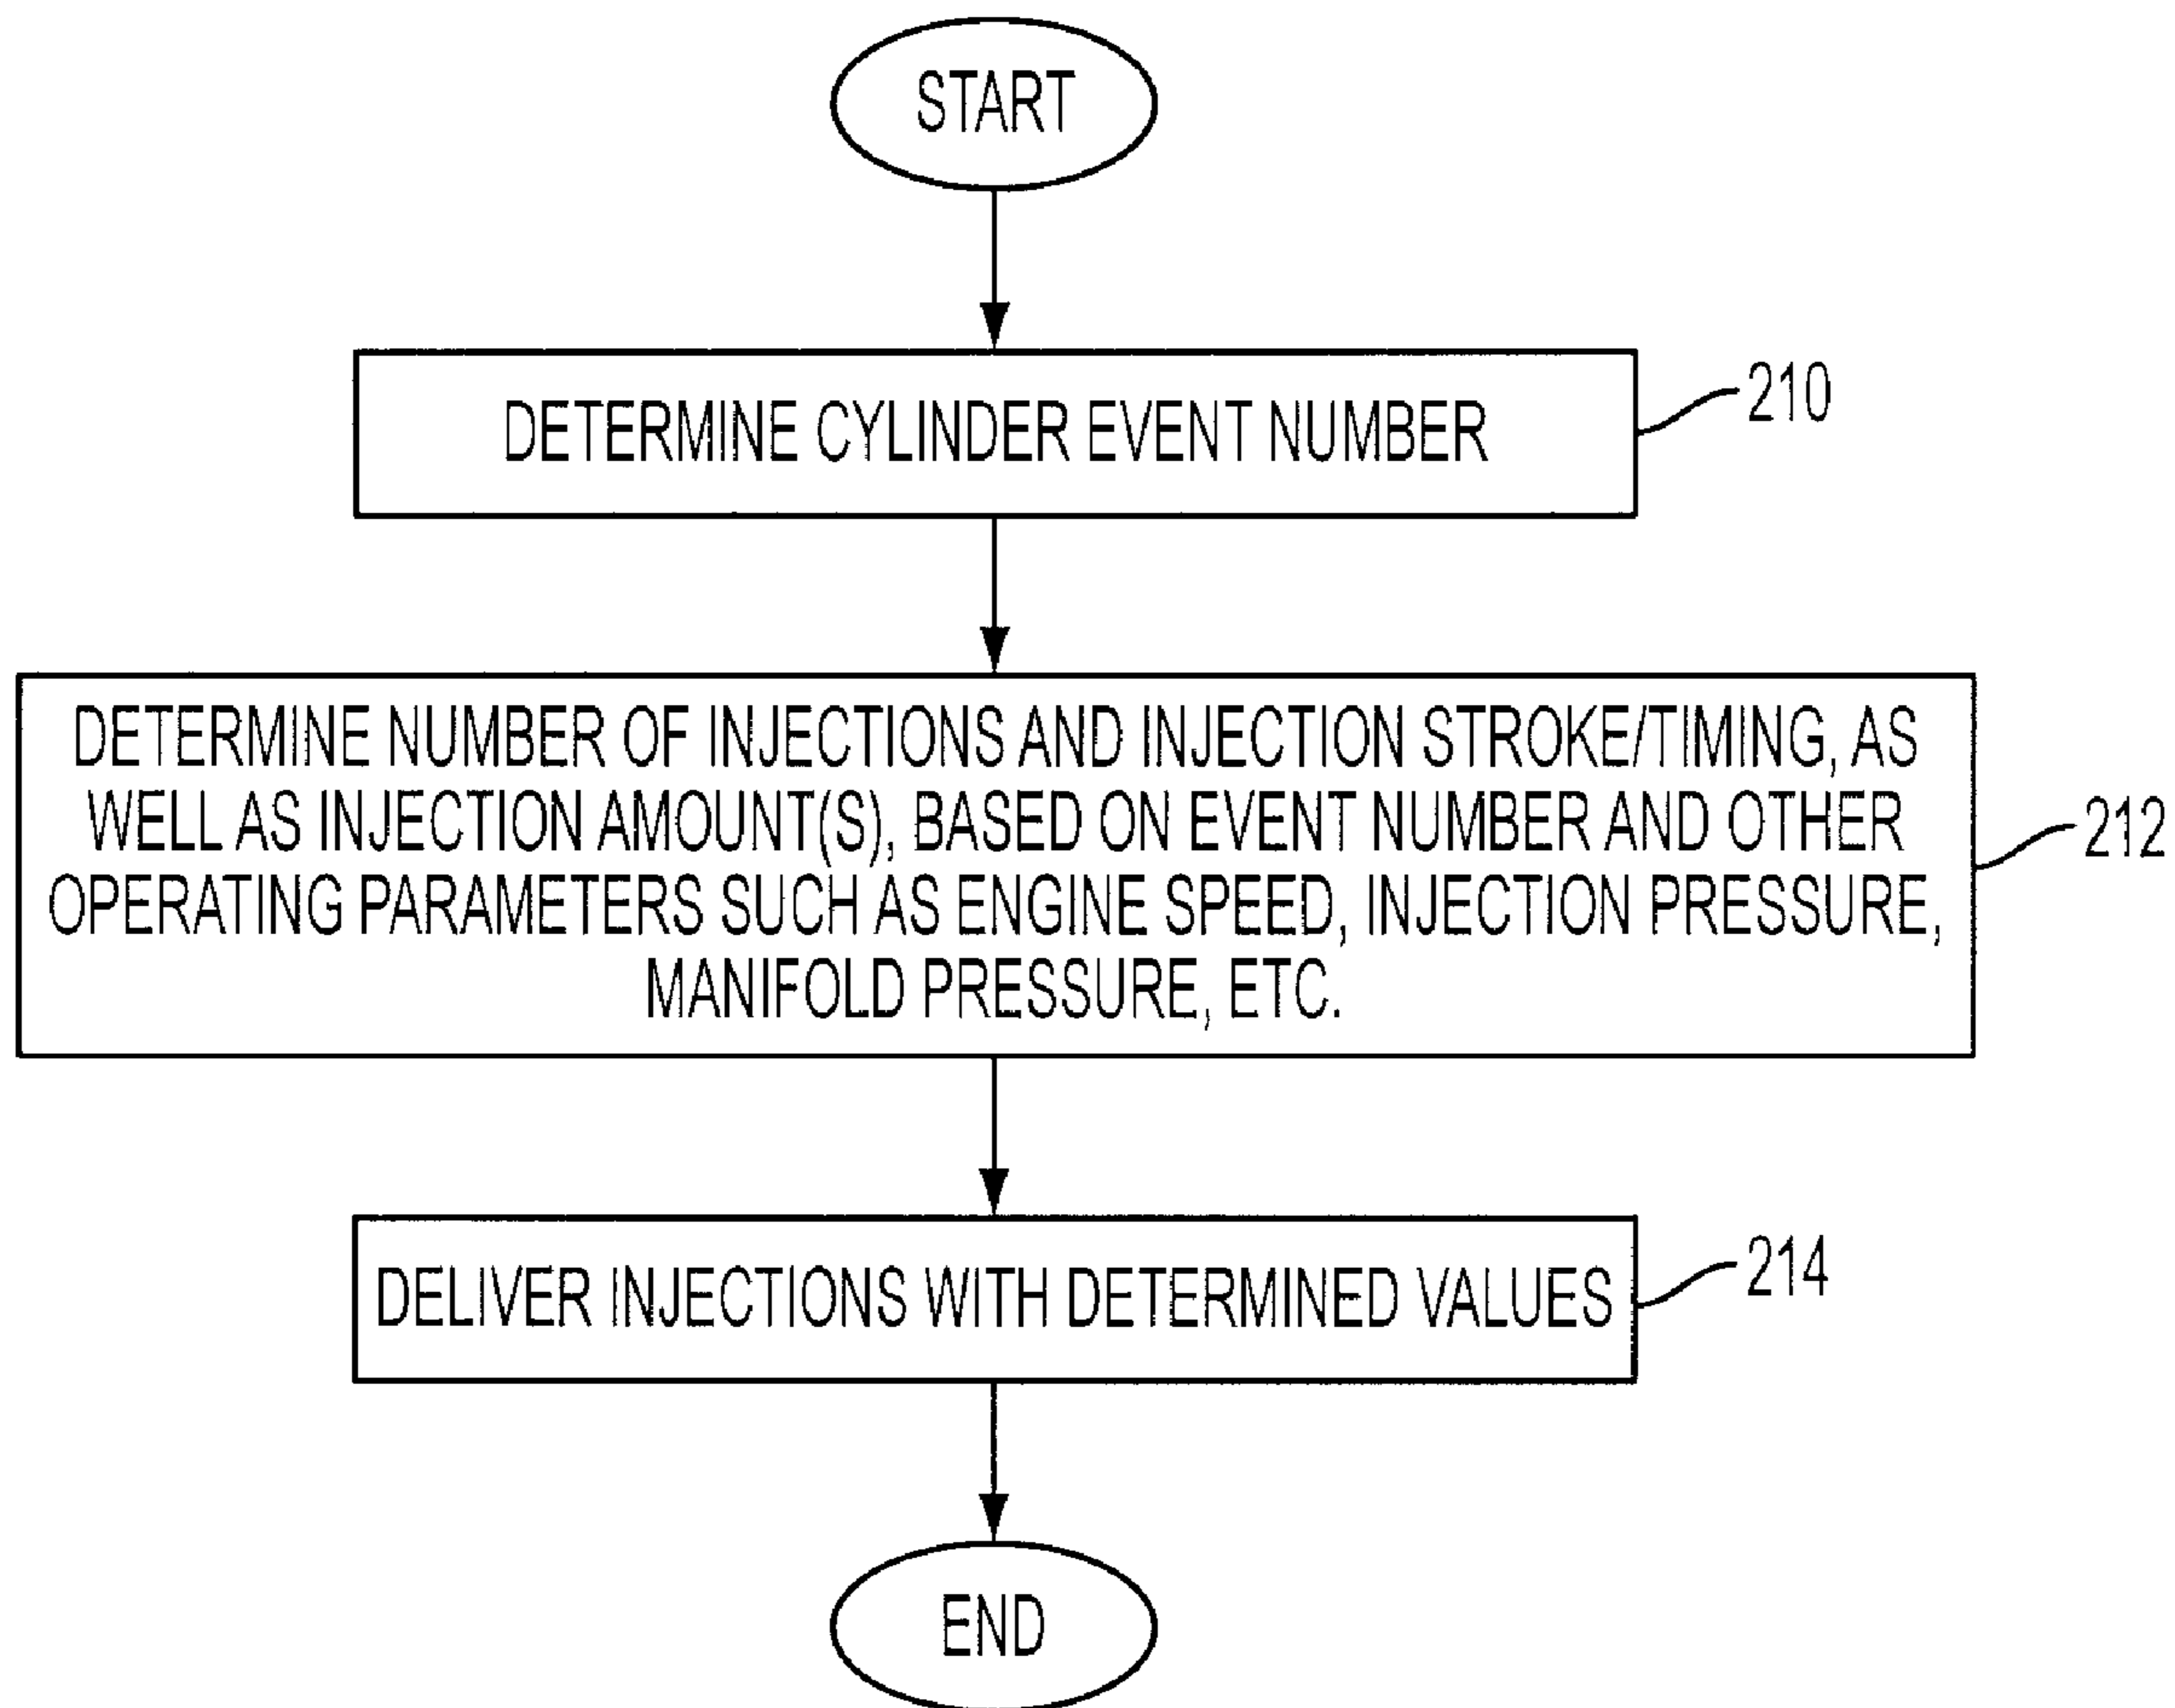 START
DETERMINE CYLINDER EVENT NUMBER
210
DETERMINE NUMBER OF INJECTIONS AND INJECTION STROKE/TIMING, AS
WELL AS INJECTION AMOUNT(S), BASED ON EVENT NUMBER AND OTHER
OPERATING PARAMETERS SUCH AS ENGINE SPEED, INJECTION PRESSURE,
MANIFOLD PRESSURE, ETC.
212
DELIVER INJECTIONS WITH DETERMINED VALUES
214
END